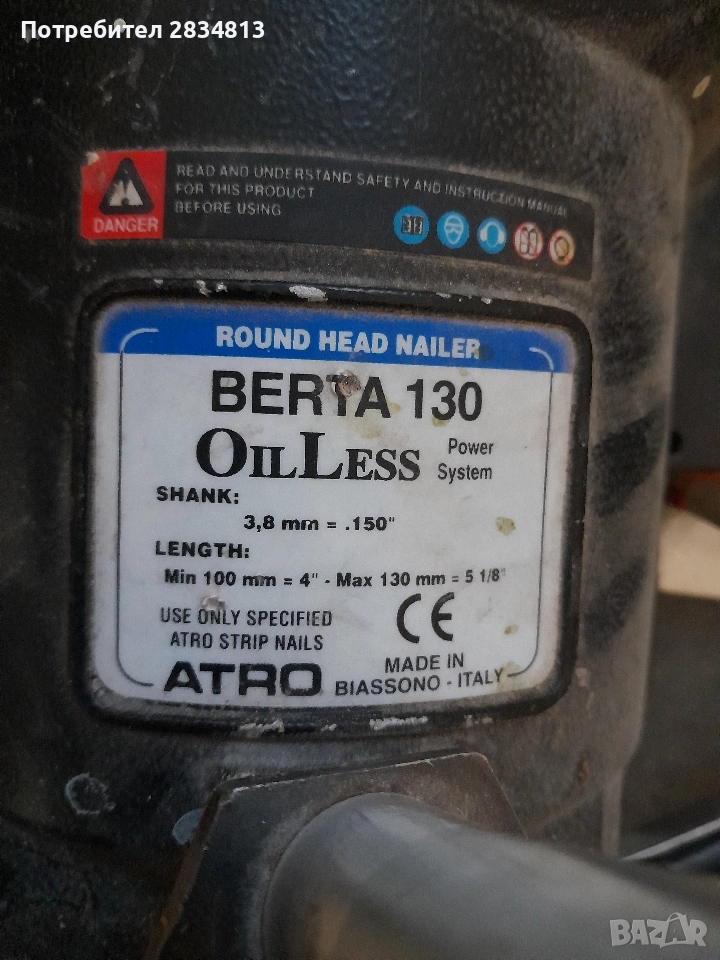 Потребител 2834813
READ AND UNDERSTAND SAFETY AND INSTRUCTION MANUAL
FOR THIS PRODUCT
BEFORE USING
DANGER
ROUND HEAD NAILER
BERTA 130
OILLESS Power System
SHANK:
3,8 mm = .150"
LENGTH:
Min 100 mm = 4" - Max 130 mm = 5 1/8"
USE ONLY SPECIFIED
ATRO STRIP NAILS
CE
ATRO
MADE IN
BIASSONO - ITALY
BAZAR